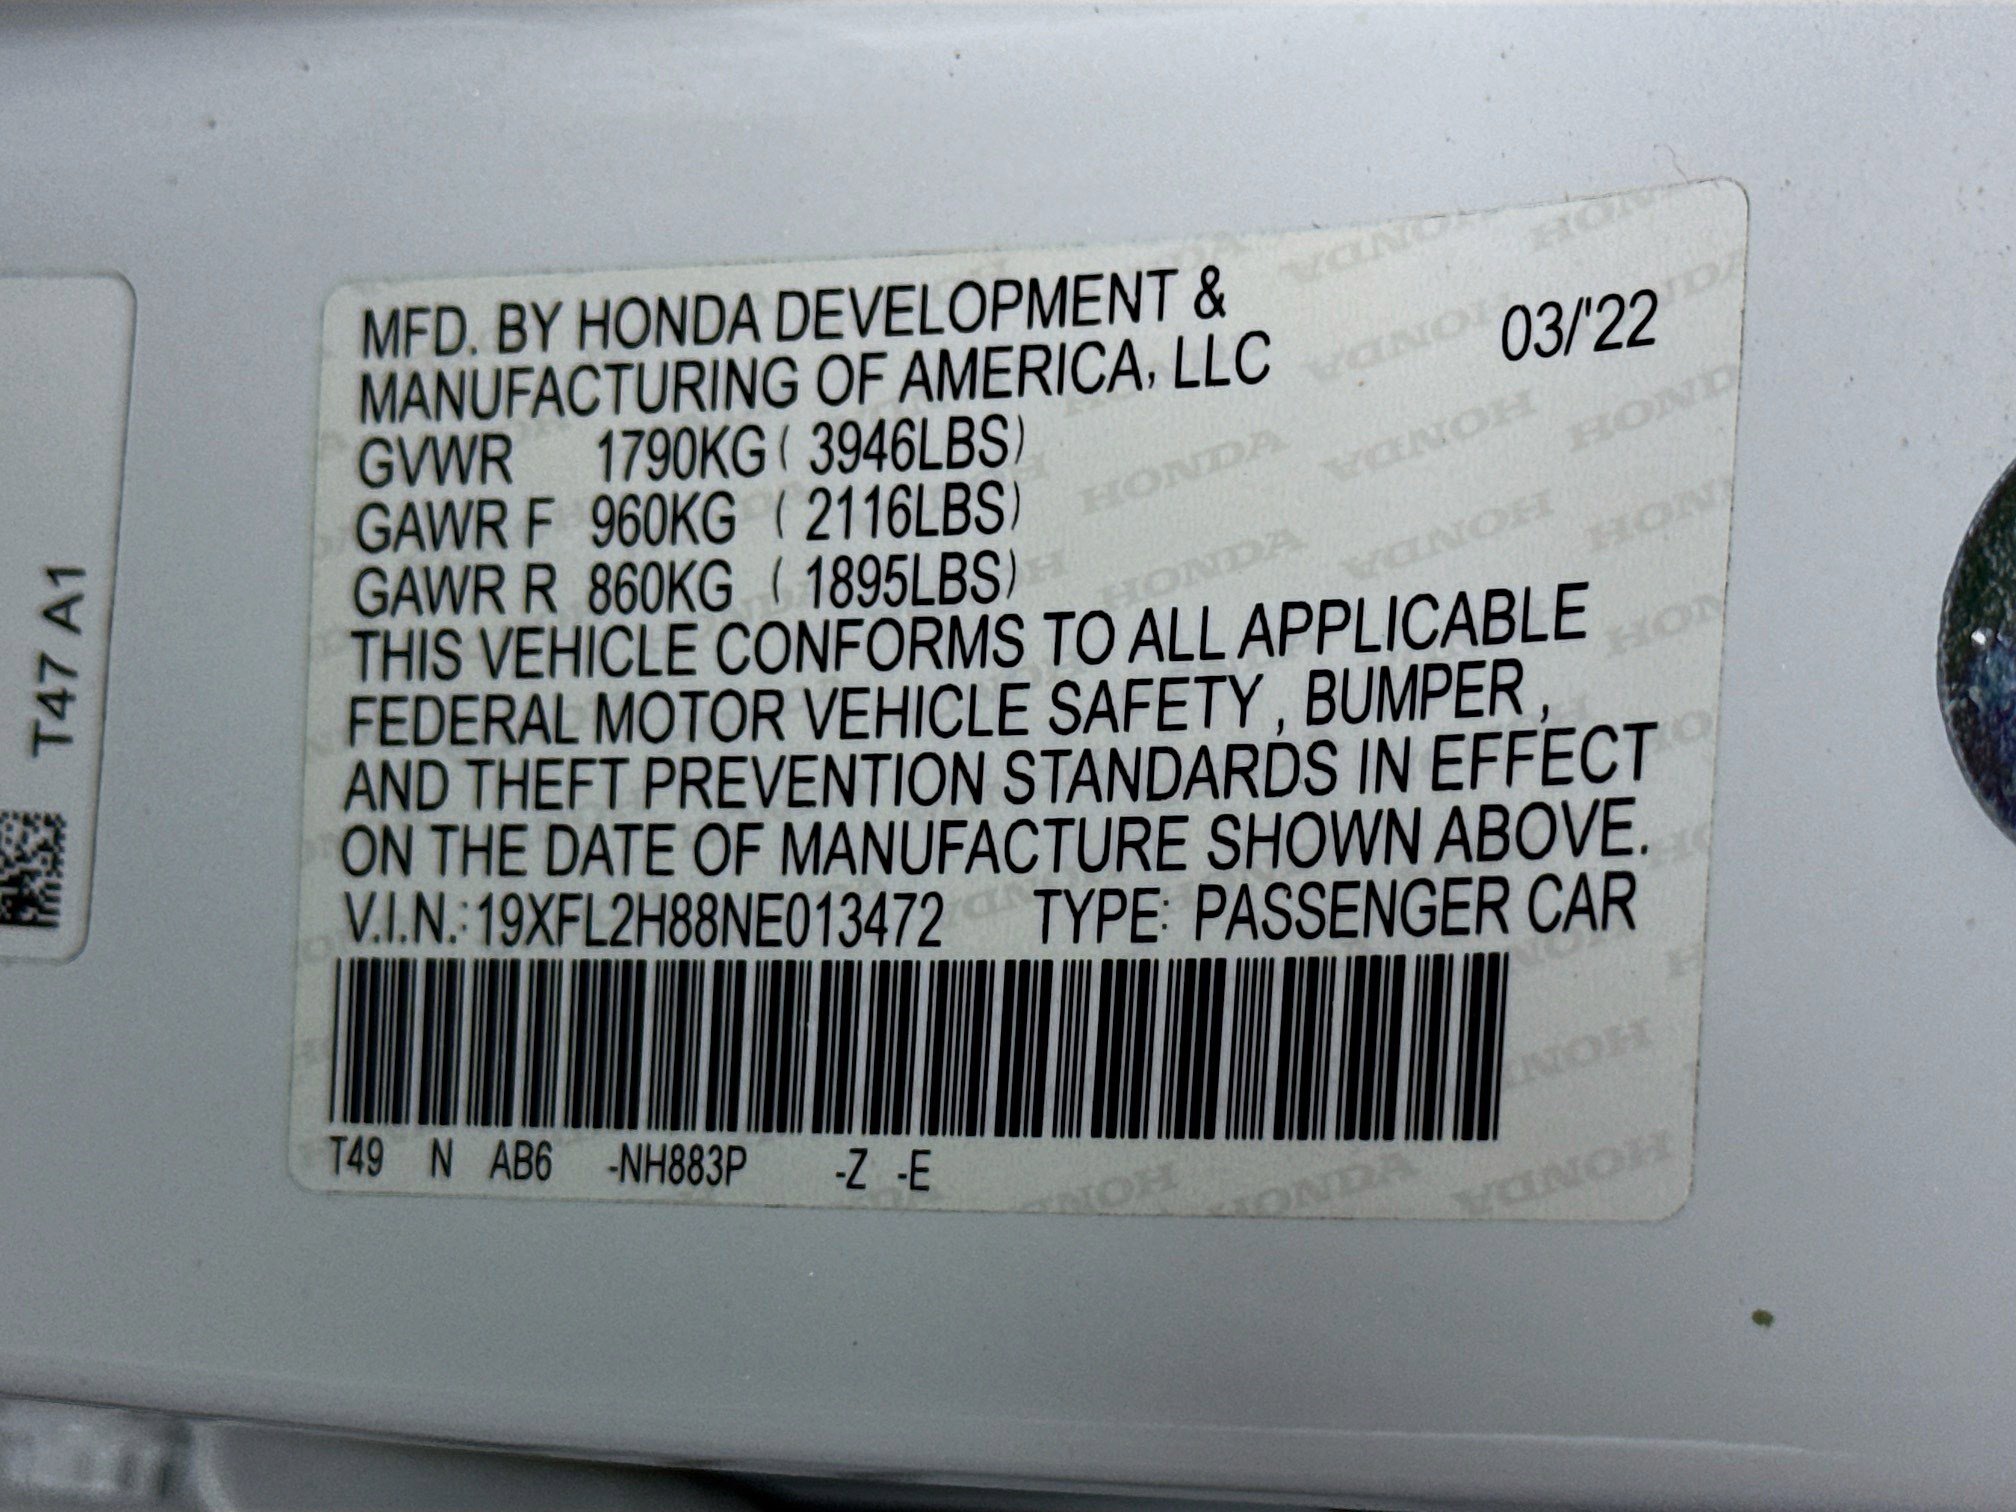 MFD. BY HONDA DEVELOPMENT & 03/'22
MANUFACTURING OF AMERICA, LLC
GVWR 1790KG ( 3946LBS)
GAWR F 960KG ( 2116LBS)
GAWR R 860KG ( 1895LBS)
THIS VEHICLE CONFORMS TO ALL APPLICABLE
FEDERAL MOTOR VEHICLE SAFETY , BUMPER ,
AND THEFT PREVENTION STANDARDS IN EFFECT
ON THE DATE OF MANUFACTURE SHOWN ABOVE.
V.I.N.: 19XFL2H88NE013472 TYPE: PASSENGER CAR
T49 N AB6 -NH883P -Z -E
T47 A1